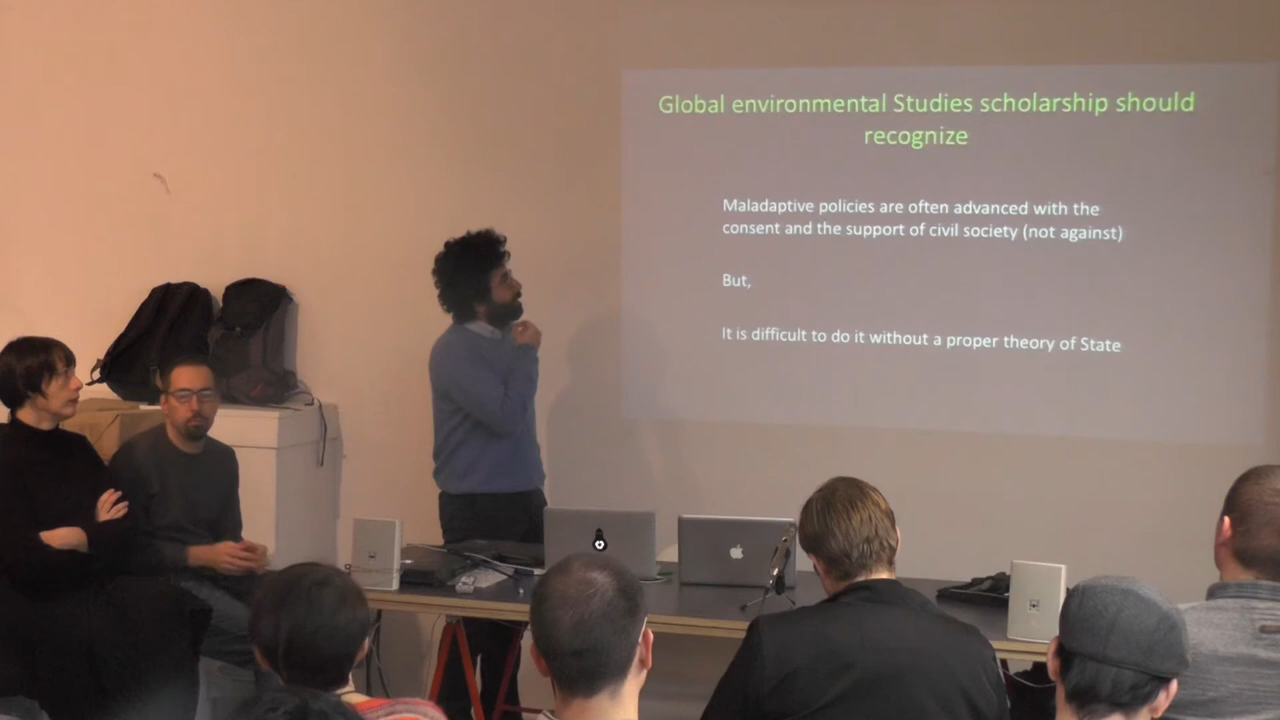 Global environmental Studies scholarship should
recognize
Maladaptive policies are often advanced with the
consent and the support of civil society (not against)
But,
It is difficult to do it without a proper theory of State